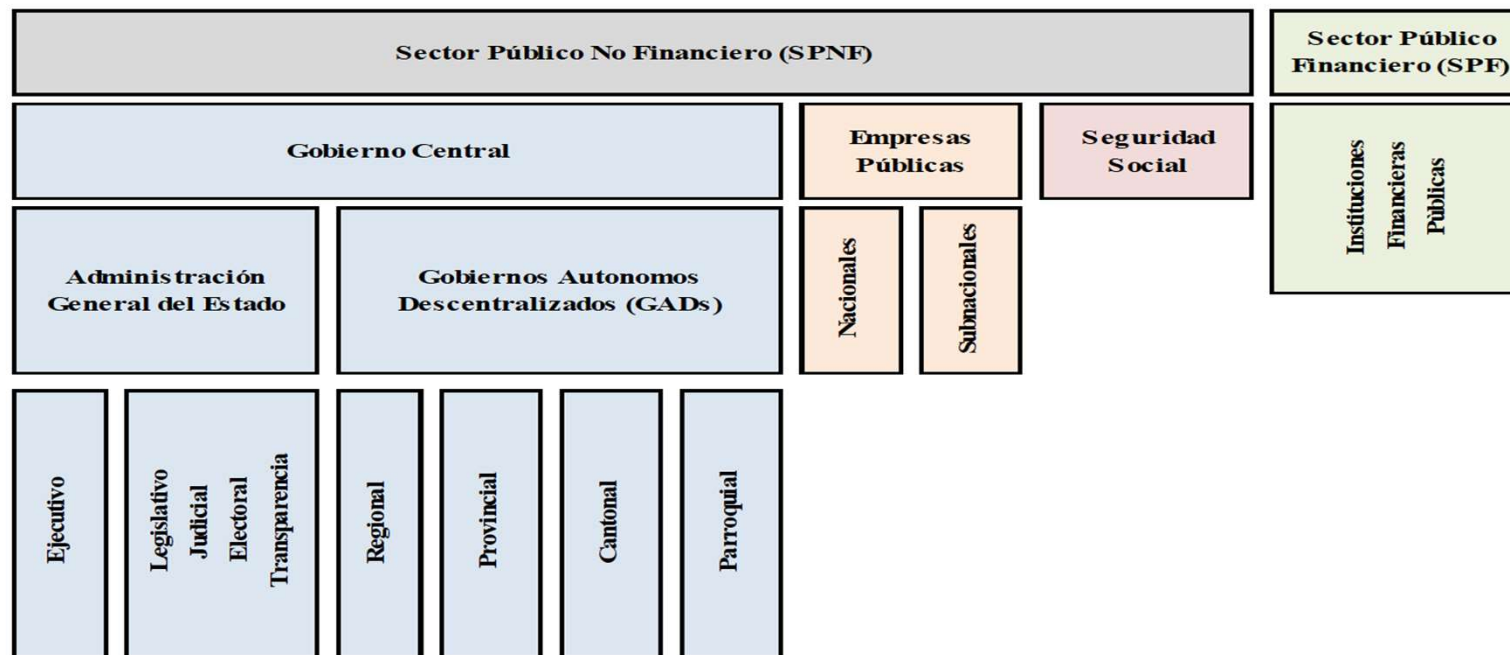 Sector Público No Financiero (SPNF)
Sector Público
Financiero (SPF)
Gobierno Central
Empresas
Públicas
Seguridad
Social
Instituciones
Financieras
Públicas
Administración
General del Estado
Gobiernos Autonomos
Descentralizados (GADs)
Nacionales
Subnacionales
Ejecutivo
Legislativo
Judicial
Electoral
Transparencia
Regional
Provincial
Cantonal
Parroquial